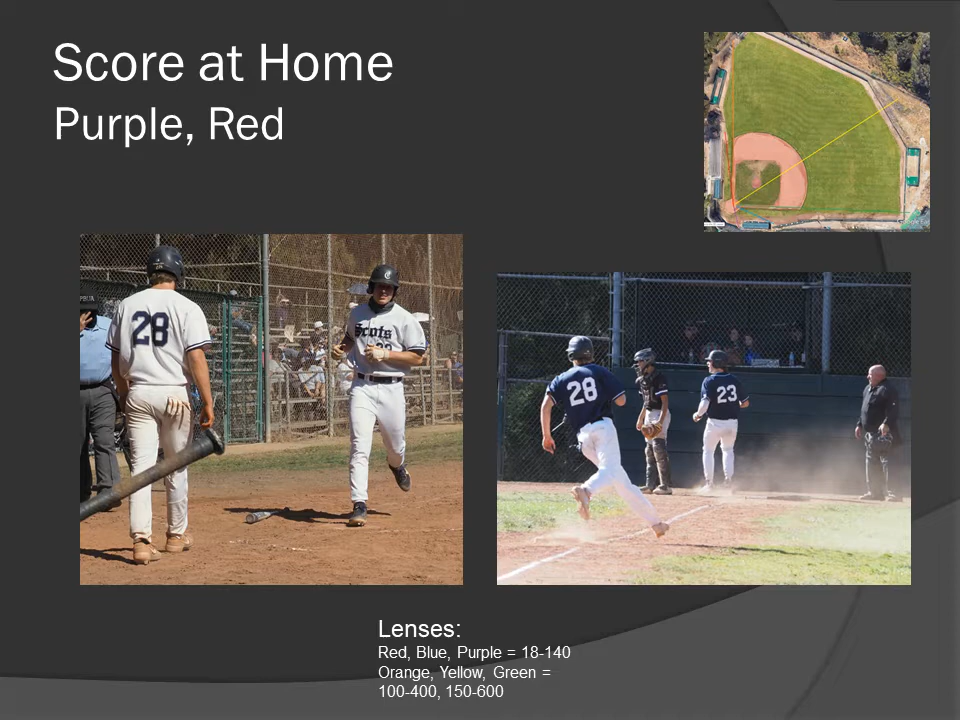 Score at Home
Purple, Red
28
Scots
28
23
Lenses:
Red, Blue, Purple = 18-140
Orange, Yellow, Green =
100-400, 150-600